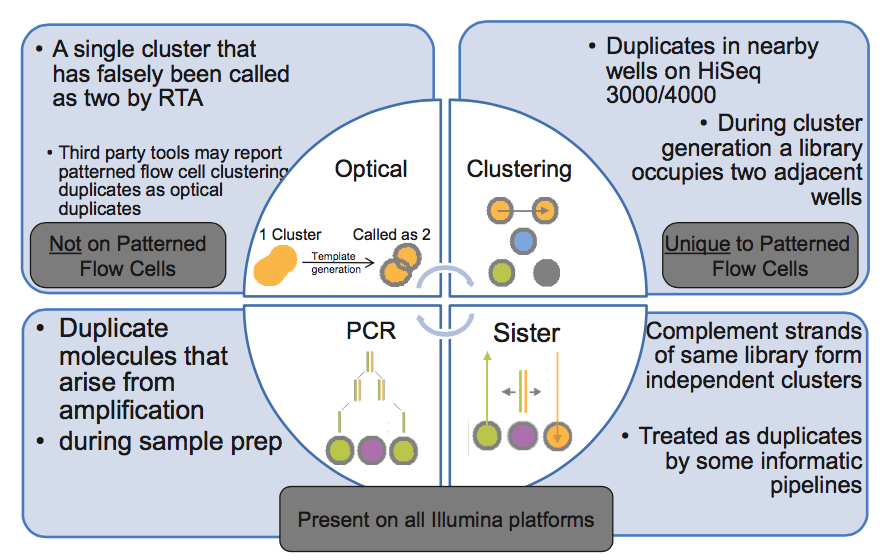 • A single cluster that
has falsely been called
as two by RTA
• Third party tools may report
patterned flow cell clustering
duplicates as optical
duplicates
Not on Patterned
Flow Cells
Optical
1 Cluster
Called as 2
Template
generation
• Duplicates in nearby
wells on HiSeq
3000/4000
• During cluster
generation a library
occupies two adjacent
wells
Clustering
Unique to Patterned
Flow Cells
• Duplicate
molecules that
arise from
amplification
• during sample prep
PCR
Sister
Complement strands
of same library form
independent clusters
• Treated as duplicates
by some informatic
pipelines
Present on all Illumina platforms